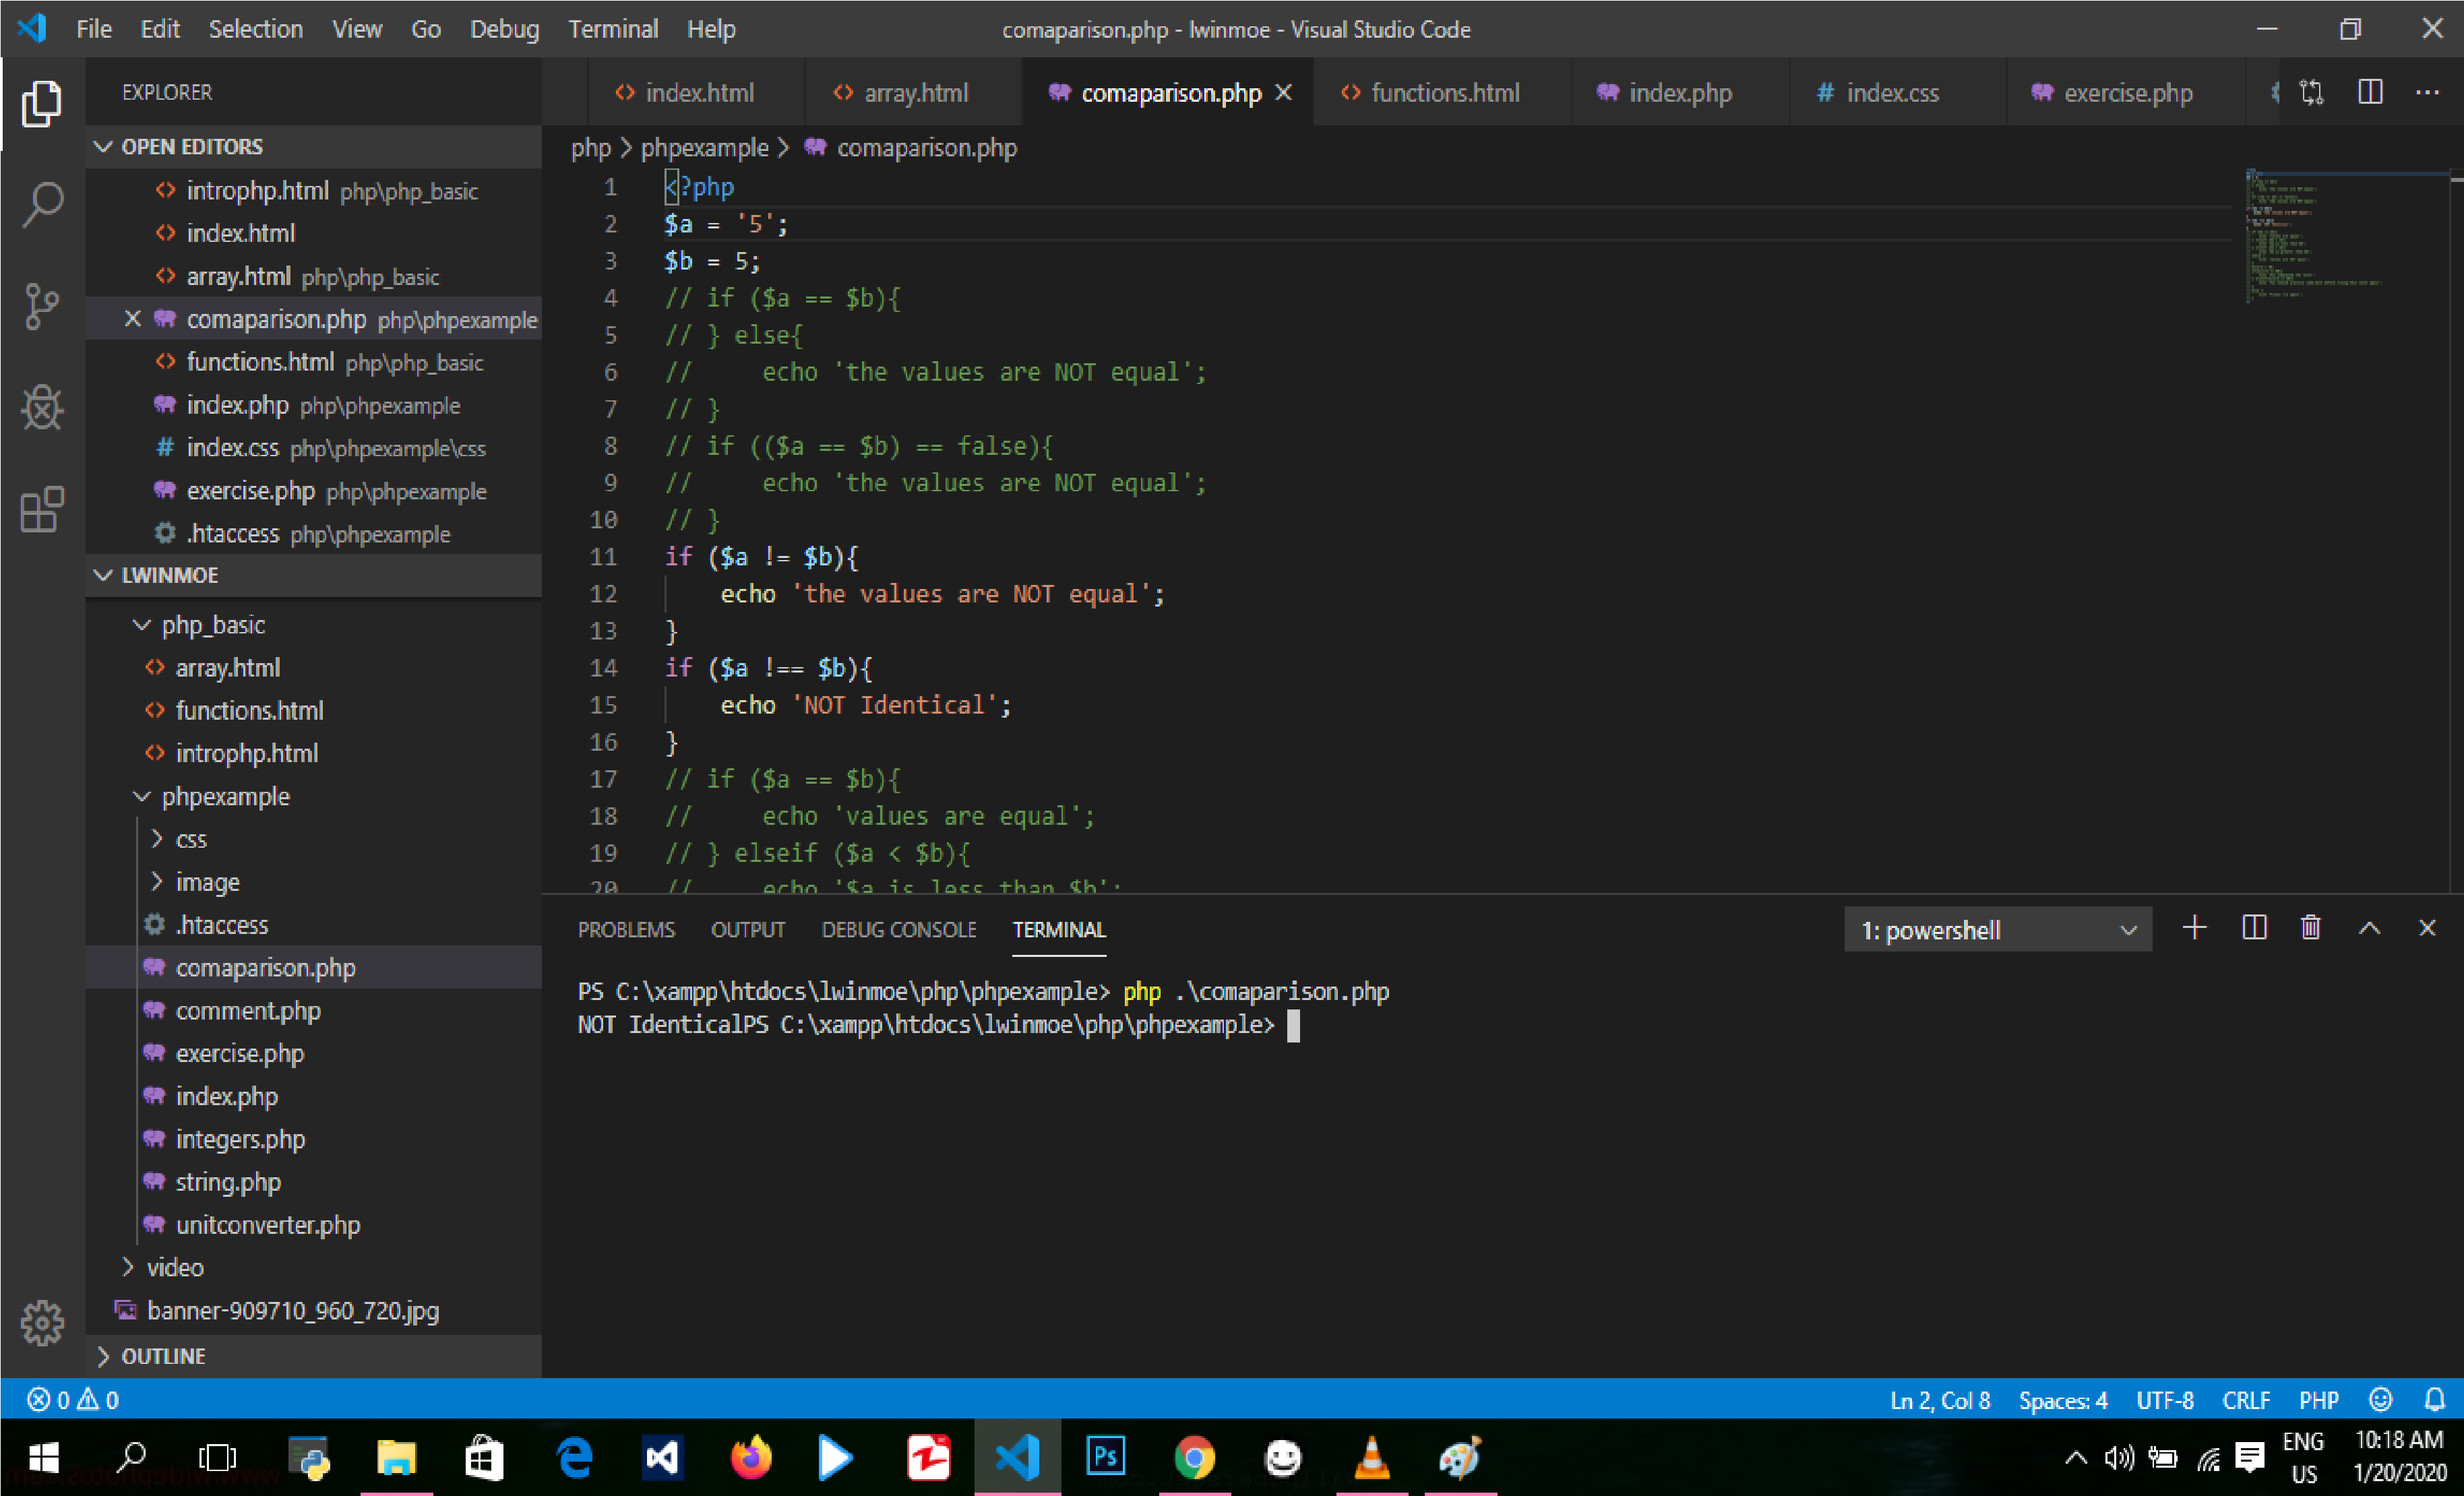 File Edit Selection View Go Debug Terminal Help
comaparison.php - lwinmoe - Visual Studio Code
EXPLORER
OPEN EDITORS
introphp.html php\php_basic
index.html
array.html php\php_basic
comaparison.php php\phpexample
functions.html php\php_basic
index.php php\phpexample
index.css php\phpexample\css
exercise.php php\phpexample
.htaccess php\phpexample
LWINMOE
php_basic
array.html
functions.html
introphp.html
phpexample
css
image
.htaccess
comaparison.php
comment.php
exercise.php
index.php
integers.php
string.php
unitconverter.php
video
banner-909710_960_720.jpg
OUTLINE
index.html array.html comaparison.php functions.html index.php index.css exercise.php
php > phpexample > comaparison.php
1 <?php
2 $a = '5';
3 $b = 5;
4 // if ($a == $b){
5 // } else{
6 //     echo 'the values are NOT equal';
7 // }
8 // if (($a == $b) == false){
9 //     echo 'the values are NOT equal';
10 // }
11 if ($a != $b){
12     echo 'the values are NOT equal';
13 }
14 if ($a !== $b){
15     echo 'NOT Identical';
16 }
17 // if ($a == $b){
18 //     echo 'values are equal';
19 // } elseif ($a < $b){
20 //     echo '$a is less than $b';
PROBLEMS OUTPUT DEBUG CONSOLE TERMINAL
1: powershell
PS C:\xampp\htdocs\lwinmoe\php\phpexample> php .\comaparison.php
NOT IdenticalPS C:\xampp\htdocs\lwinmoe\php\phpexample>
0 0
Ln 2, Col 8 Spaces: 4 UTF-8 CRLF PHP
Ps
ENG
US
10:18 AM
1/20/2020